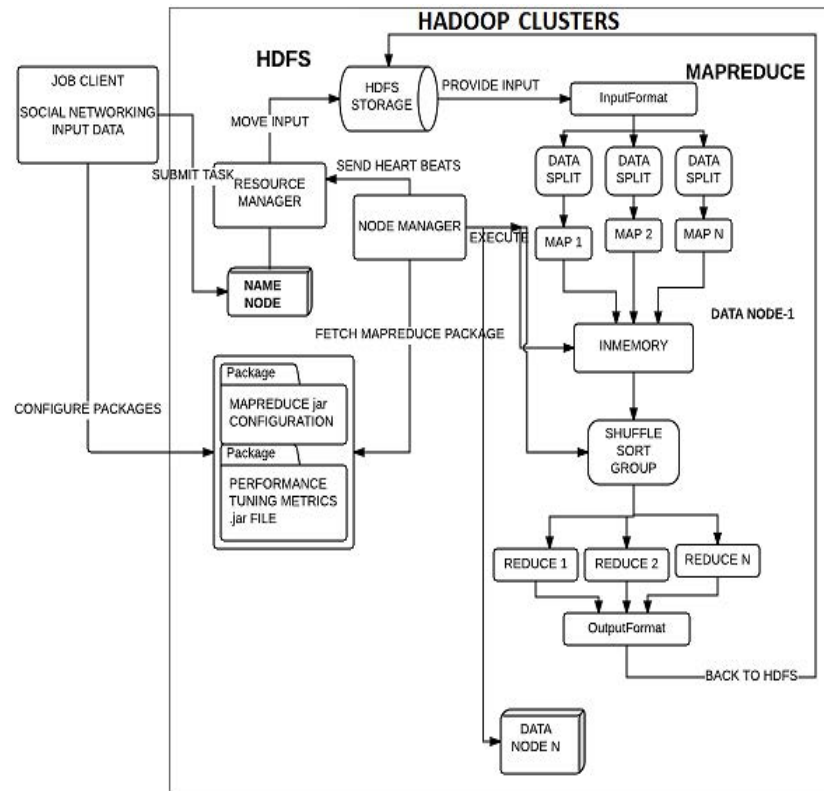 HADOOP CLUSTERS
HDFS
MAPREDUCE
JOB CLIENT
SOCIAL NETWORKING
INPUT DATA
HDFS
STORAGE
PROVIDE INPUT
InputFormat
MOVE INPUT
SUBMIT TASK
RESOURCE
MANAGER
SEND HEART BEATS
NODE MANAGER
EXECUTE
DATA
SPLIT
DATA
SPLIT
DATA
SPLIT
MAP 1
MAP 2
MAP N
NAME
NODE
DATA NODE-1
FETCH MAPREDUCE PACKAGE
INMEMORY
CONFIGURE PACKAGES
Package
MAPREDUCE jar
CONFIGURATION
Package
PERFORMANCE
TUNING METRICS
.jar FILE
SHUFFLE
SORT
GROUP
REDUCE 1
REDUCE 2
REDUCE N
OutputFormat
BACK TO HDFS
DATA
NODE N